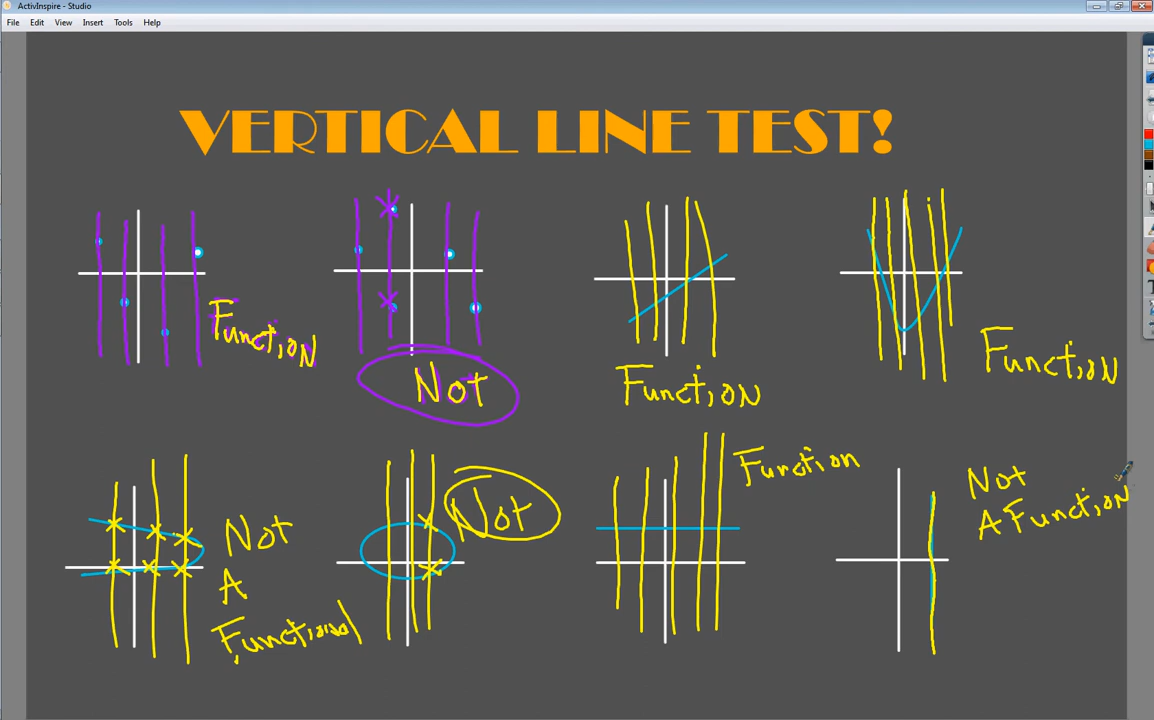 ActivInspire - Studio
File Edit View Insert Tools Help
VERTICAL LINE TEST!
Function
Not
Function
Function
Not
A
Functional
Not
Function
Not
A Function